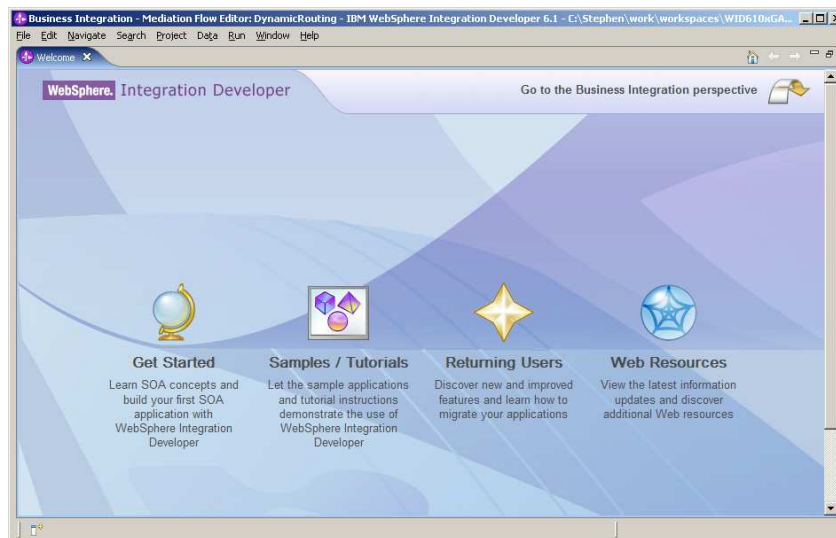 Business Integration - Mediation Flow Editor: DynamicRouting - IBM WebSphere Integration Developer 6.1 - C:\Stephen\work\workspaces\WID610xGA...
File Edit Navigate Search Project Data Run Window Help
Welcome
WebSphere. Integration Developer
Go to the Business Integration perspective
Get Started
Learn SOA concepts and
build your first SOA
application with
WebSphere Integration
Developer
Samples / Tutorials
Let the sample applications
and tutorial instructions
demonstrate the use of
WebSphere Integration
Developer
Returning Users
Discover new and improved
features and learn how to
migrate your applications
Web Resources
View the latest information
updates and discover
additional Web resources